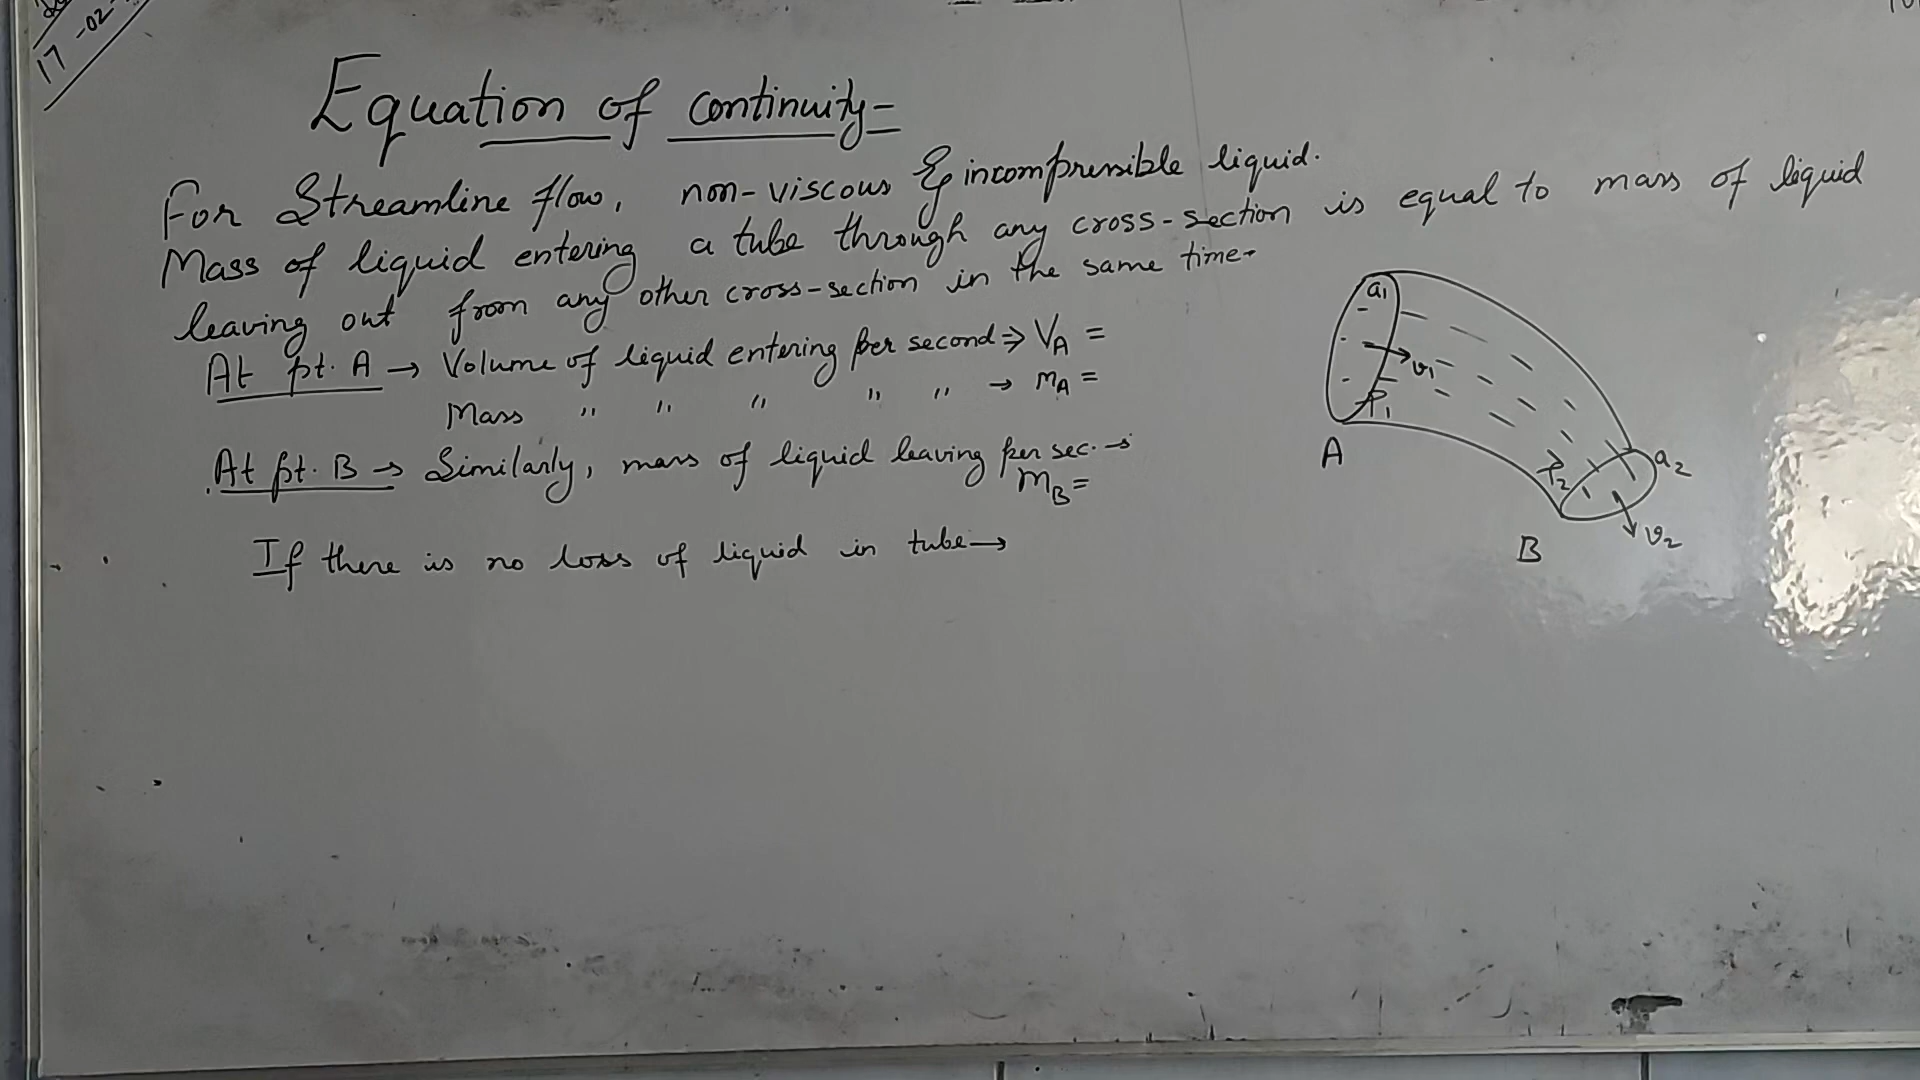 17-02-
Equation of continuity-
For Streamline flow, non-viscous & incompressible liquid.
Mass of liquid entering a tube through any cross-section is equal to mass of liquid
leaving out from any other cross-section in the same time-
At pt. A → Volume of liquid entering per second ⇒ V_A =
Mass " " " " " → m_A =
At pt. B → Similarly, mass of liquid leaving per sec. →
m_B =
If there is no loss of liquid in tube →
a₁
v₁
P₁
A
P₂
a₂
v₂
B